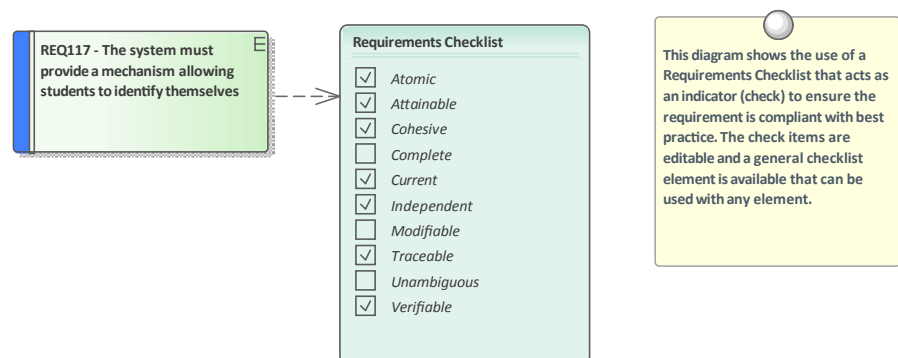 REQ117 - The system must
provide a mechanism allowing
students to identify themselves
E
Requirements Checklist
Atomic
Attainable
Cohesive
Complete
Current
Independent
Modifiable
Traceable
Unambiguous
Verifiable
This diagram shows the use of a
Requirements Checklist that acts as
an indicator (check) to ensure the
requirement is compliant with best
practice. The check items are
editable and a general checklist
element is available that can be
used with any element.